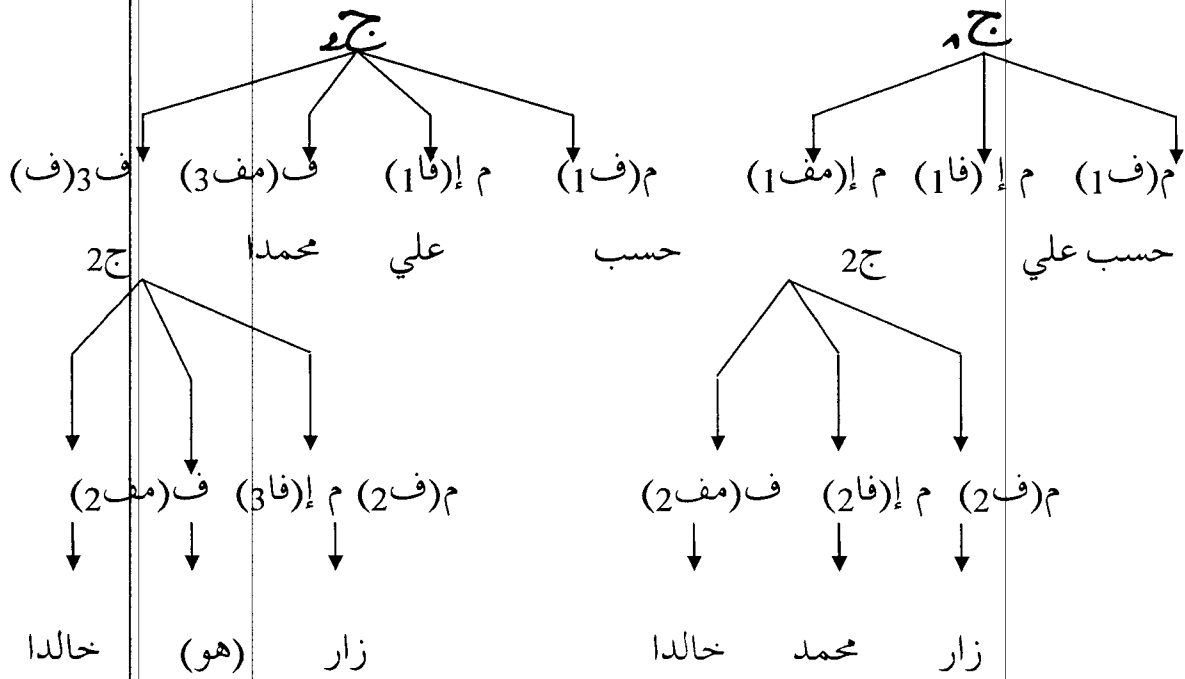 ج1 ج2
م(ف1) م إ(فا1) م إ(مف1) م(ف1) م إ(فا1) ف(مف3) ف3(ف)
حسب علي ج2 حسب علي محمدا ج2
م(ف2) م إ(فا2) ف(مف2) م(ف2) م إ(فا3) ف(مف2)
زار محمد خالدا زار (هو) خالدا